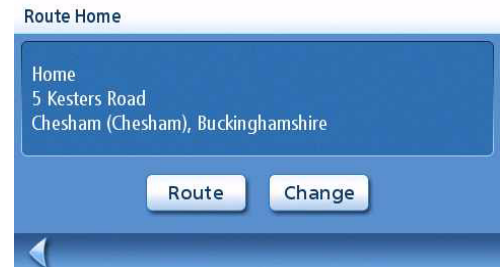 Route Home
Home
5 Kesters Road
Chesham (Chesham), Buckinghamshire
Route
Change